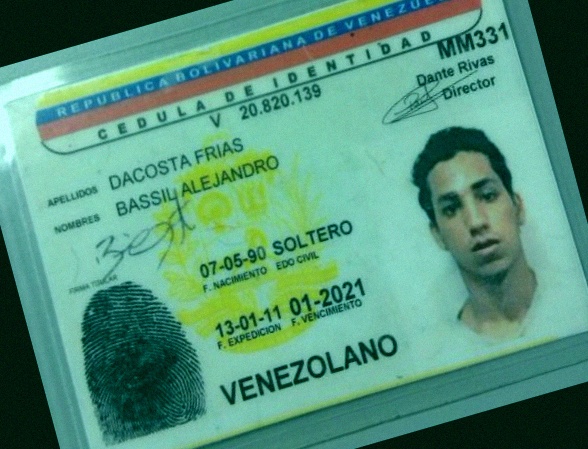 REPUBLICA BOLIVARIANA DE VENEZUE
CEDULA DE IDENTIDAD
V 20.820.139
MM331
Dante Rivas
Director
APELLIDOS DACOSTA FRIAS
NOMBRES BASSIL ALEJANDRO
FIRMA TITULAR
07-05-90 SOLTERO
F. NACIMIENTO EDO CIVIL
13-01-11 01-2021
F. EXPEDICION F. VENCIMIENTO
VENEZOLANO